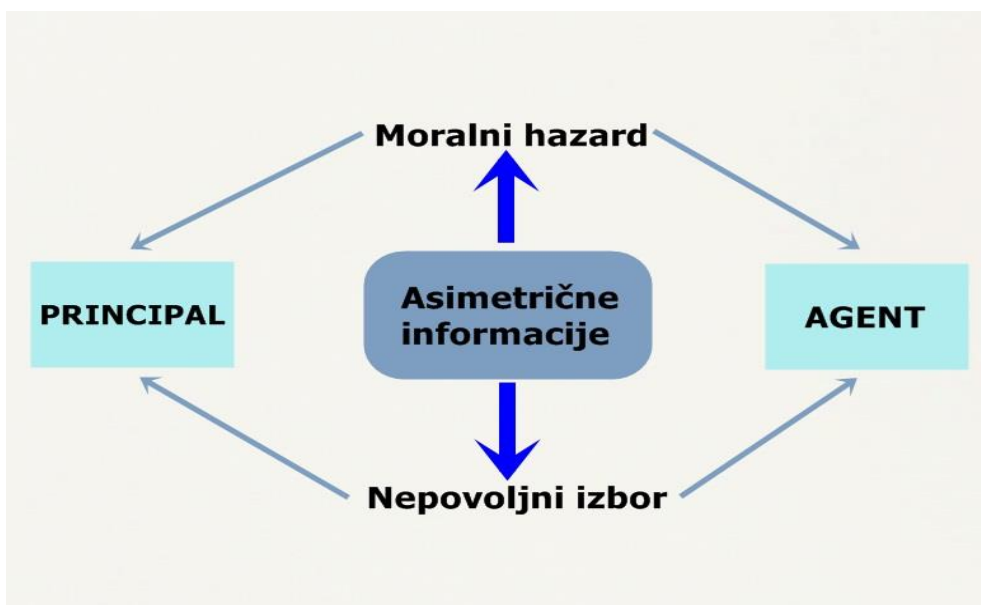 Moralni hazard
PRINCIPAL
Asimetrične
informacije
AGENT
Nepovoljni izbor